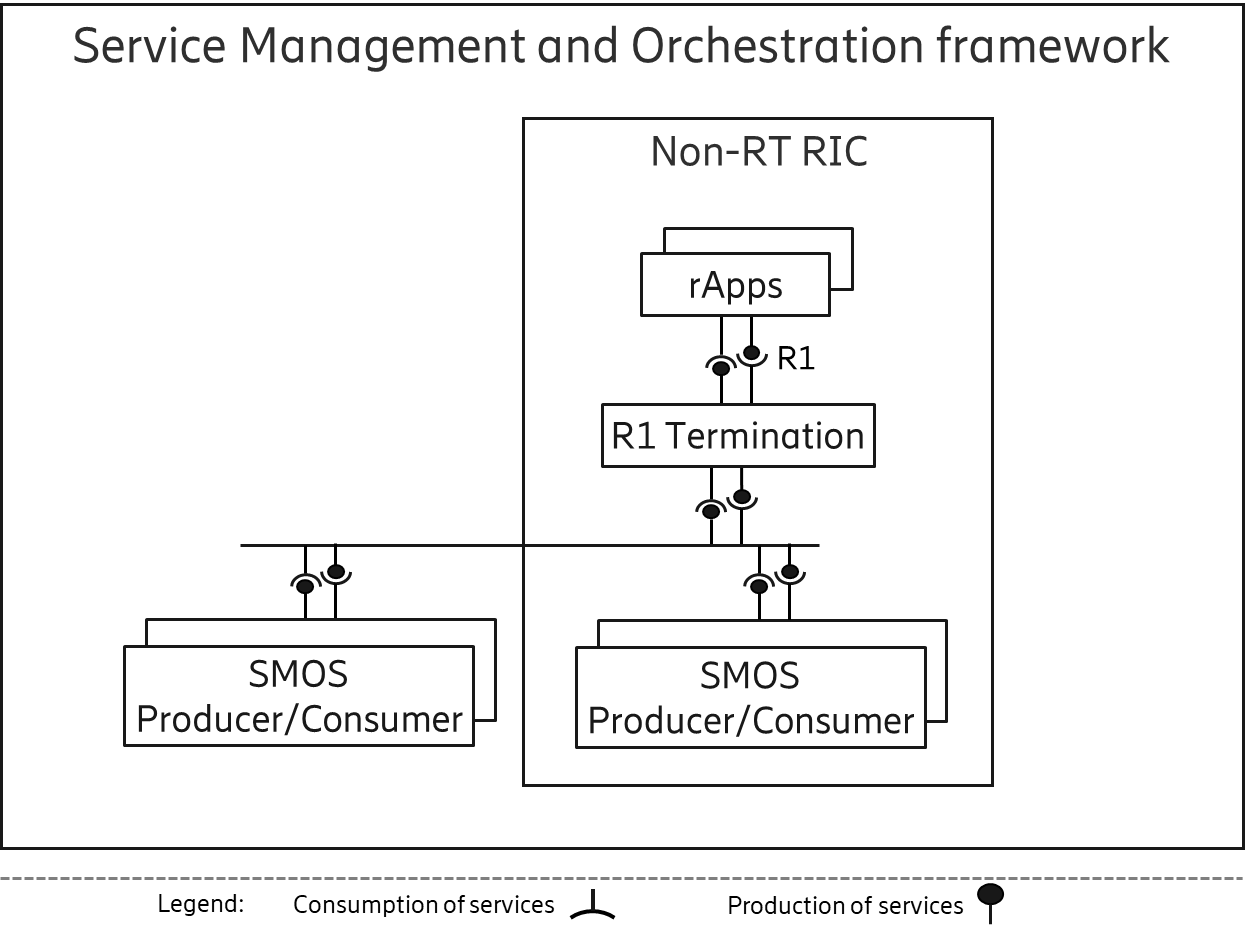 Service Management and Orchestration framework
Non-RT RIC
rApps
R1
R1 Termination
SMOS
Producer/Consumer
SMOS
Producer/Consumer
Legend: Consumption of services Production of services